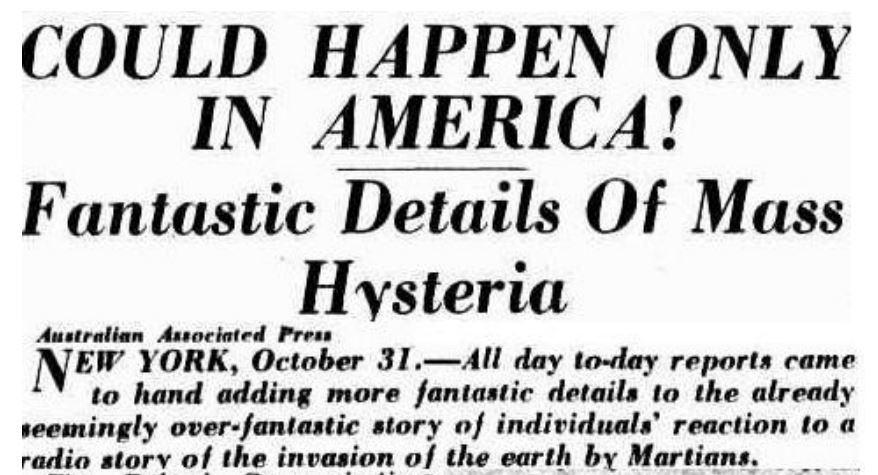 COULD HAPPEN ONLY
IN AMERICA!
Fantastic Details Of Mass
Hysteria
Australian Associated Press
NEW YORK, October 31.—All day to-day reports came
to hand adding more fantastic details to the already
seemingly over-fantastic story of individuals' reaction to a
radio story of the invasion of the earth by Martians.